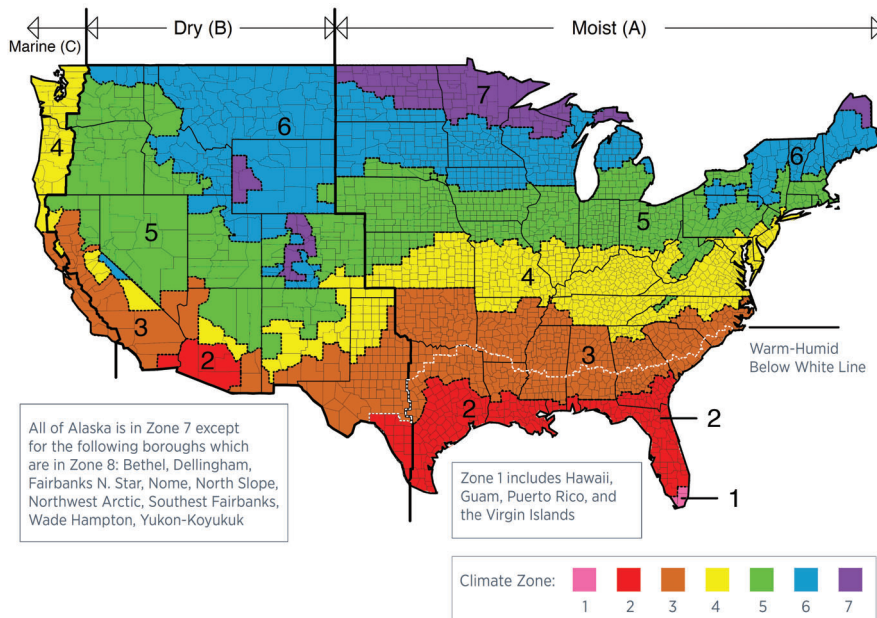 Marine (C)
Dry (B)
Moist (A)
7
6
4
6
5
5
4
3
3
2
2
2
1
Warm-Humid
Below White Line
All of Alaska is in Zone 7 except
for the following boroughs which
are in Zone 8: Bethel, Dellingham,
Fairbanks N. Star, Nome, North Slope,
Northwest Arctic, Southest Fairbanks,
Wade Hampton, Yukon-Koyukuk
Zone 1 includes Hawaii,
Guam, Puerto Rico, and
the Virgin Islands
Climate Zone:
1 2 3 4 5 6 7